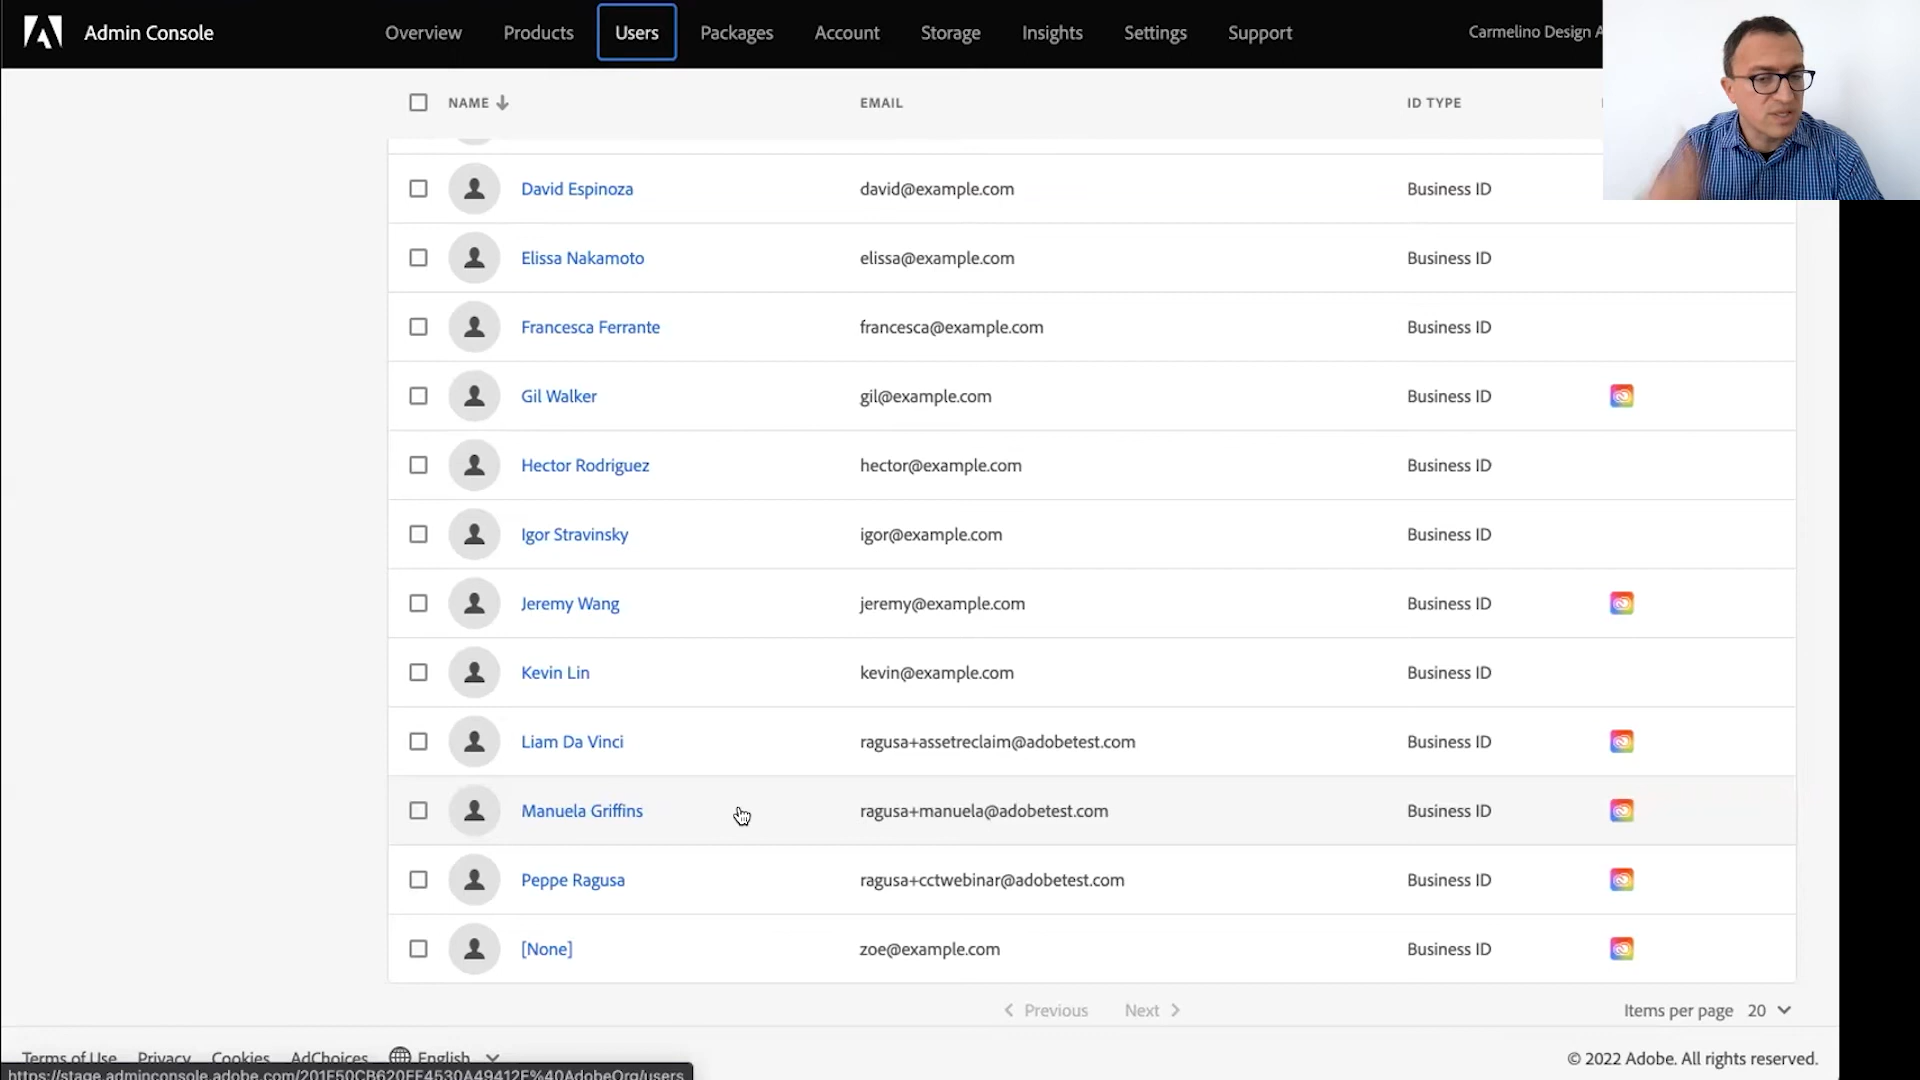 Admin Console Overview Products Users Packages Account Storage Insights Settings Support Carmelino Design
NAME EMAIL ID TYPE
David Espinoza david@example.com Business ID
Elissa Nakamoto elissa@example.com Business ID
Francesca Ferrante francesca@example.com Business ID
Gil Walker gil@example.com Business ID
Hector Rodriguez hector@example.com Business ID
Igor Stravinsky igor@example.com Business ID
Jeremy Wang jeremy@example.com Business ID
Kevin Lin kevin@example.com Business ID
Liam Da Vinci ragusa+assetreclaim@adobetest.com Business ID
Manuela Griffins ragusa+manuela@adobetest.com Business ID
Peppe Ragusa ragusa+cctwebinar@adobetest.com Business ID
[None] zoe@example.com Business ID
Previous Next Items per page 20
Terms of Use Privacy Cookies AdChoices English © 2022 Adobe. All rights reserved.